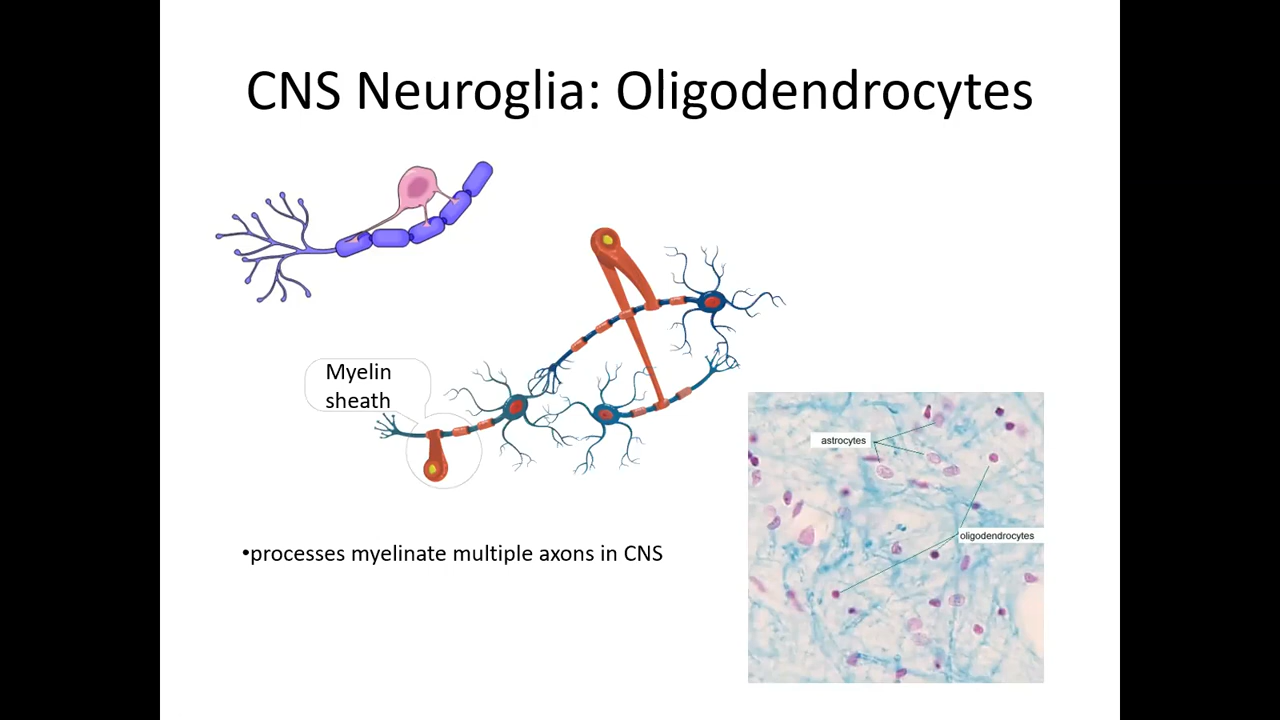 CNS Neuroglia: Oligodendrocytes
Myelin
sheath
astrocytes
oligodendrocytes
•processes myelinate multiple axons in CNS